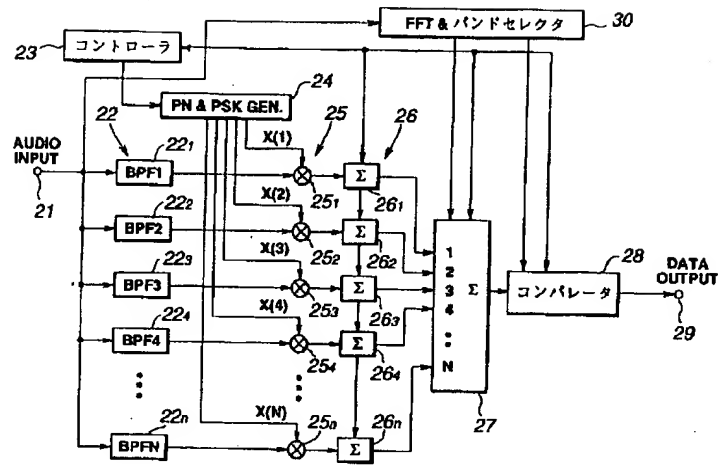 FFT & バンドセレクタ
30
23
コントローラ
24
PN & PSK GEN.
22
25
26
AUDIO
INPUT
21
22₁
BPF1
X(1)
25₁
Σ
26₁
22₂
BPF2
X(2)
25₂
Σ
26₂
22₃
BPF3
X(3)
25₃
Σ
26₃
22₄
BPF4
X(4)
25₄
Σ
26₄
22n
BPFN
X(N)
25n
Σ
26n
1
2
3
4
N
Σ
27
28
コンパレータ
DATA
OUTPUT
29